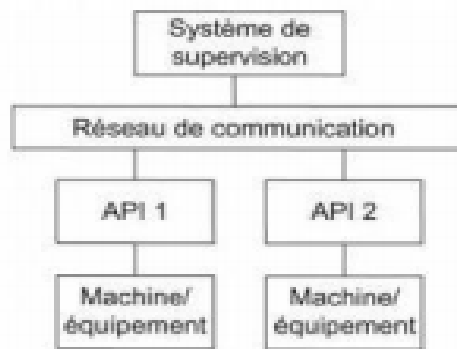 Système de
supervision
Réseau de communication
API 1
API 2
Machine/
équipement
Machine/
équipement